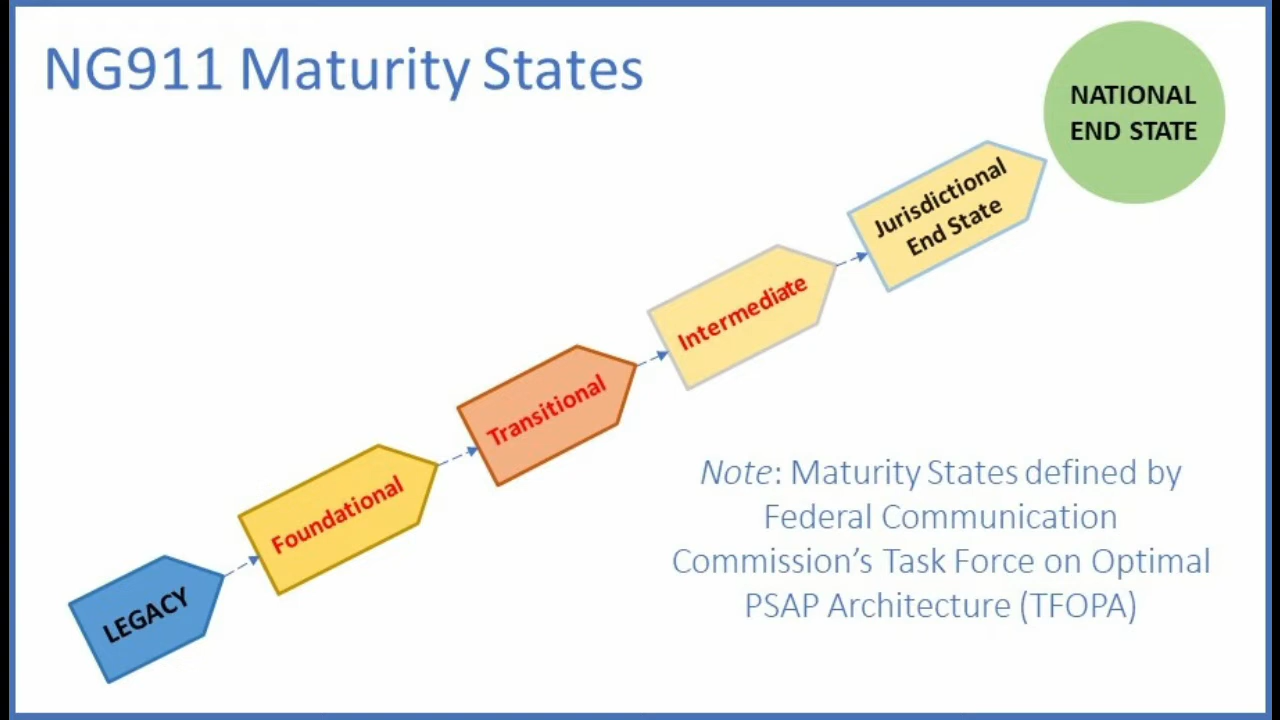 NG911 Maturity States
NATIONAL
END STATE
Jurisdictional
End State
Intermediate
Transitional
Foundational
LEGACY
Note: Maturity States defined by
Federal Communication
Commission’s Task Force on Optimal
PSAP Architecture (TFOPA)